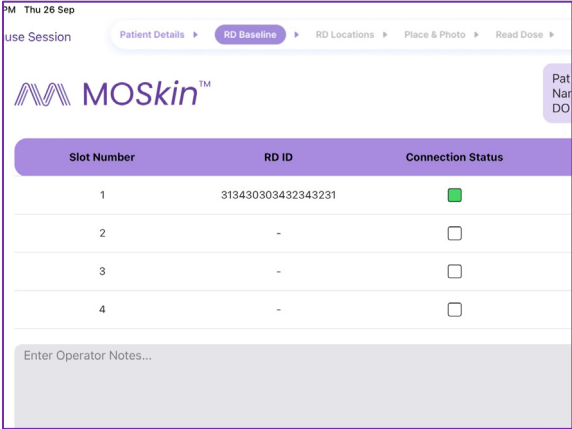 PM Thu 26 Sep
use Session
Patient Details ▶ RD Baseline ▶ RD Locations ▶ Place & Photo ▶ Read Dose ▶
MOSkin™
Pat
Nar
DO
Slot Number RD ID Connection Status
1 313430303432343231
2 -
3 -
4 -
Enter Operator Notes...